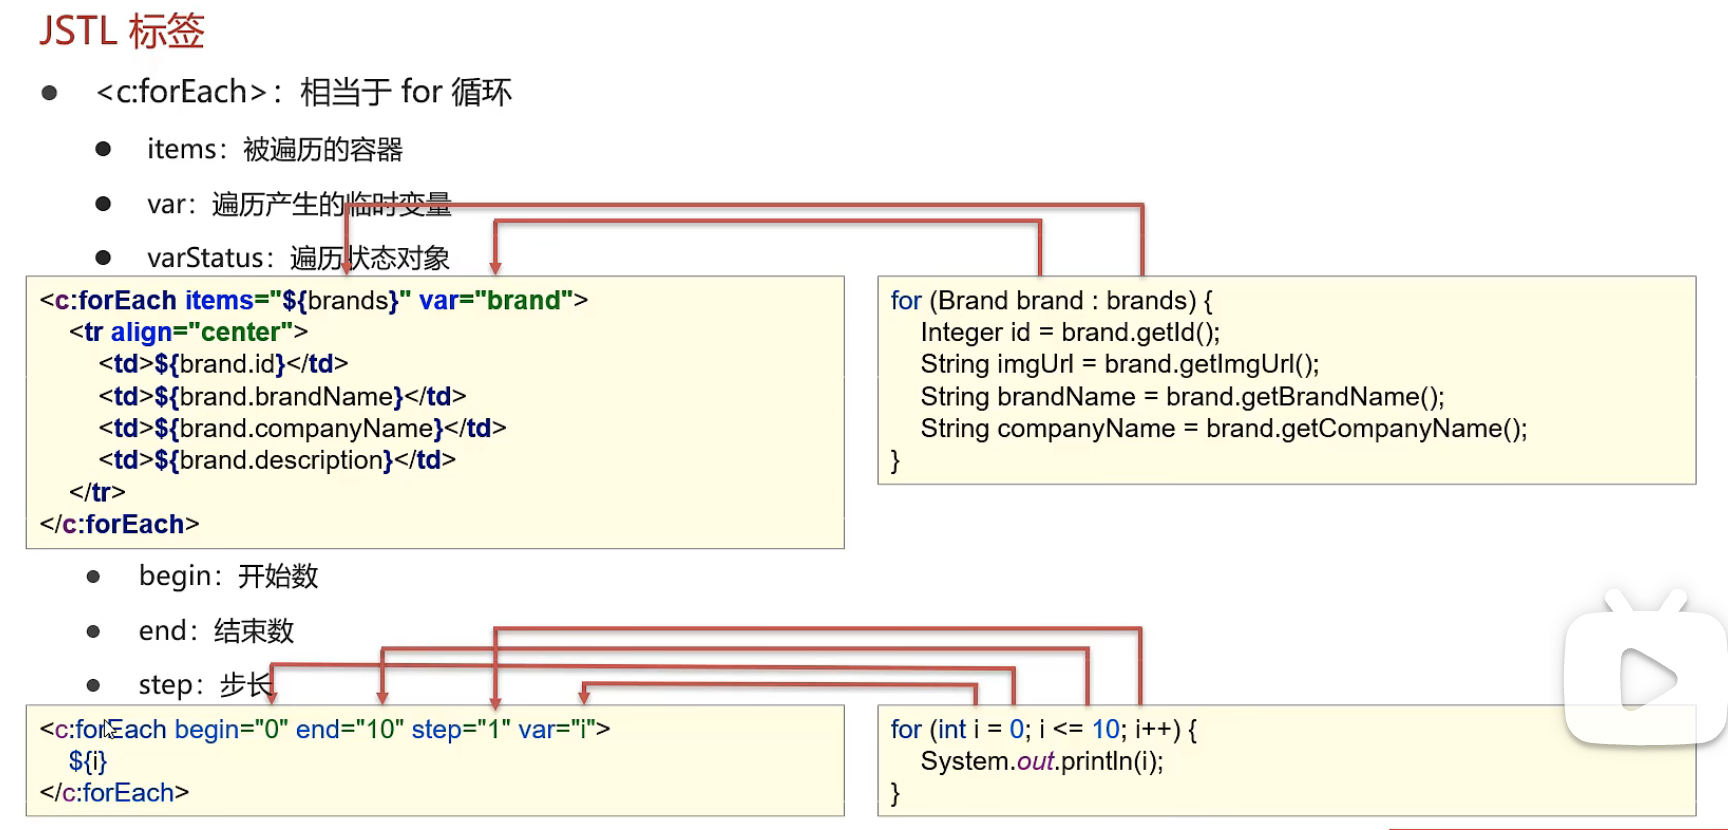 JSTL 标签
<c:forEach>：相当于 for 循环
items：被遍历的容器
var：遍历产生的临时变量
varStatus：遍历状态对象
<c:forEach items="${brands}" var="brand">
<tr align="center">
<td>${brand.id}</td>
<td>${brand.brandName}</td>
<td>${brand.companyName}</td>
<td>${brand.description}</td>
</tr>
</c:forEach>
for (Brand brand : brands) {
Integer id = brand.getId();
String imgUrl = brand.getImgUrl();
String brandName = brand.getBrandName();
String companyName = brand.getCompanyName();
}
begin：开始数
end：结束数
step：步长
<c:forEach begin="0" end="10" step="1" var="i">
${i}
</c:forEach>
for (int i = 0; i <= 10; i++) {
System.out.println(i);
}